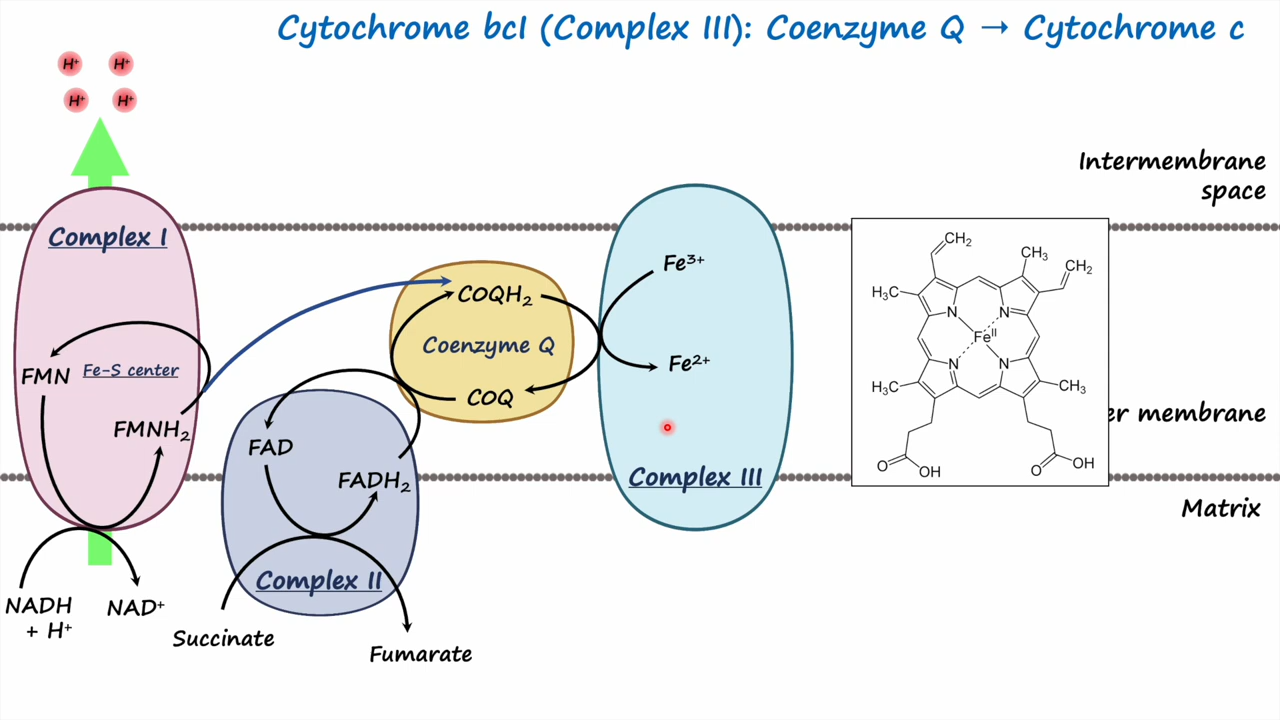 Cytochrome bcI (Complex III): Coenzyme Q → Cytochrome c
H⁺ H⁺
H⁺ H⁺
Intermembrane
space
Complex I
FMN
Fe-S center
FMNH₂
NADH
+ H⁺
NAD⁺
FAD
FADH₂
Complex II
Succinate
Fumarate
COQH₂
Coenzyme Q
COQ
Fe³⁺
Fe²⁺
Complex III
CH₂
CH₃
CH₂
H₃C
N
N
Feᴵᴵ
N
N
H₃C
CH₃
O
OH
O
OH
er membrane
Matrix